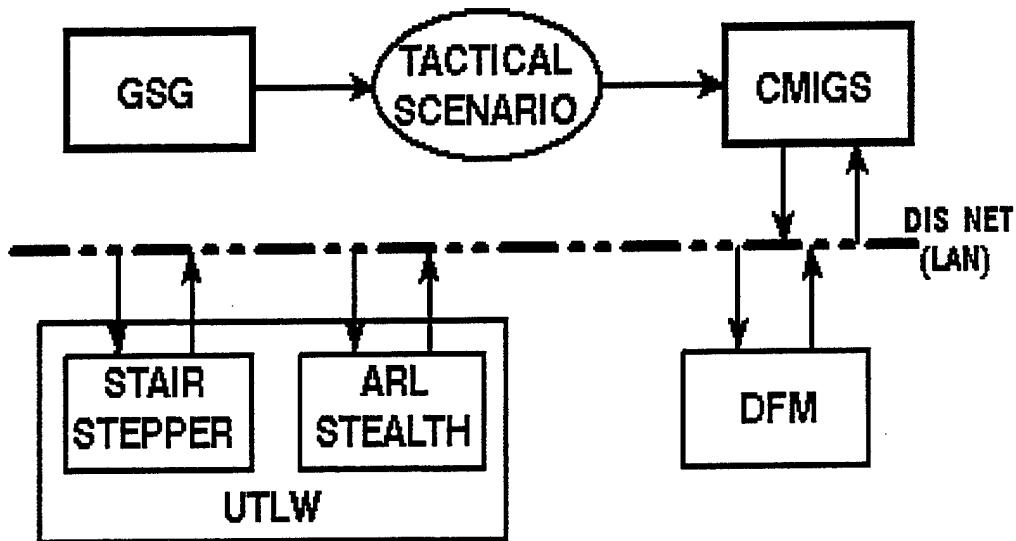 GSG
TACTICAL
SCENARIO
CMIGS
DIS NET
(LAN)
STAIR
STEPPER
ARL
STEALTH
DFM
UTLW